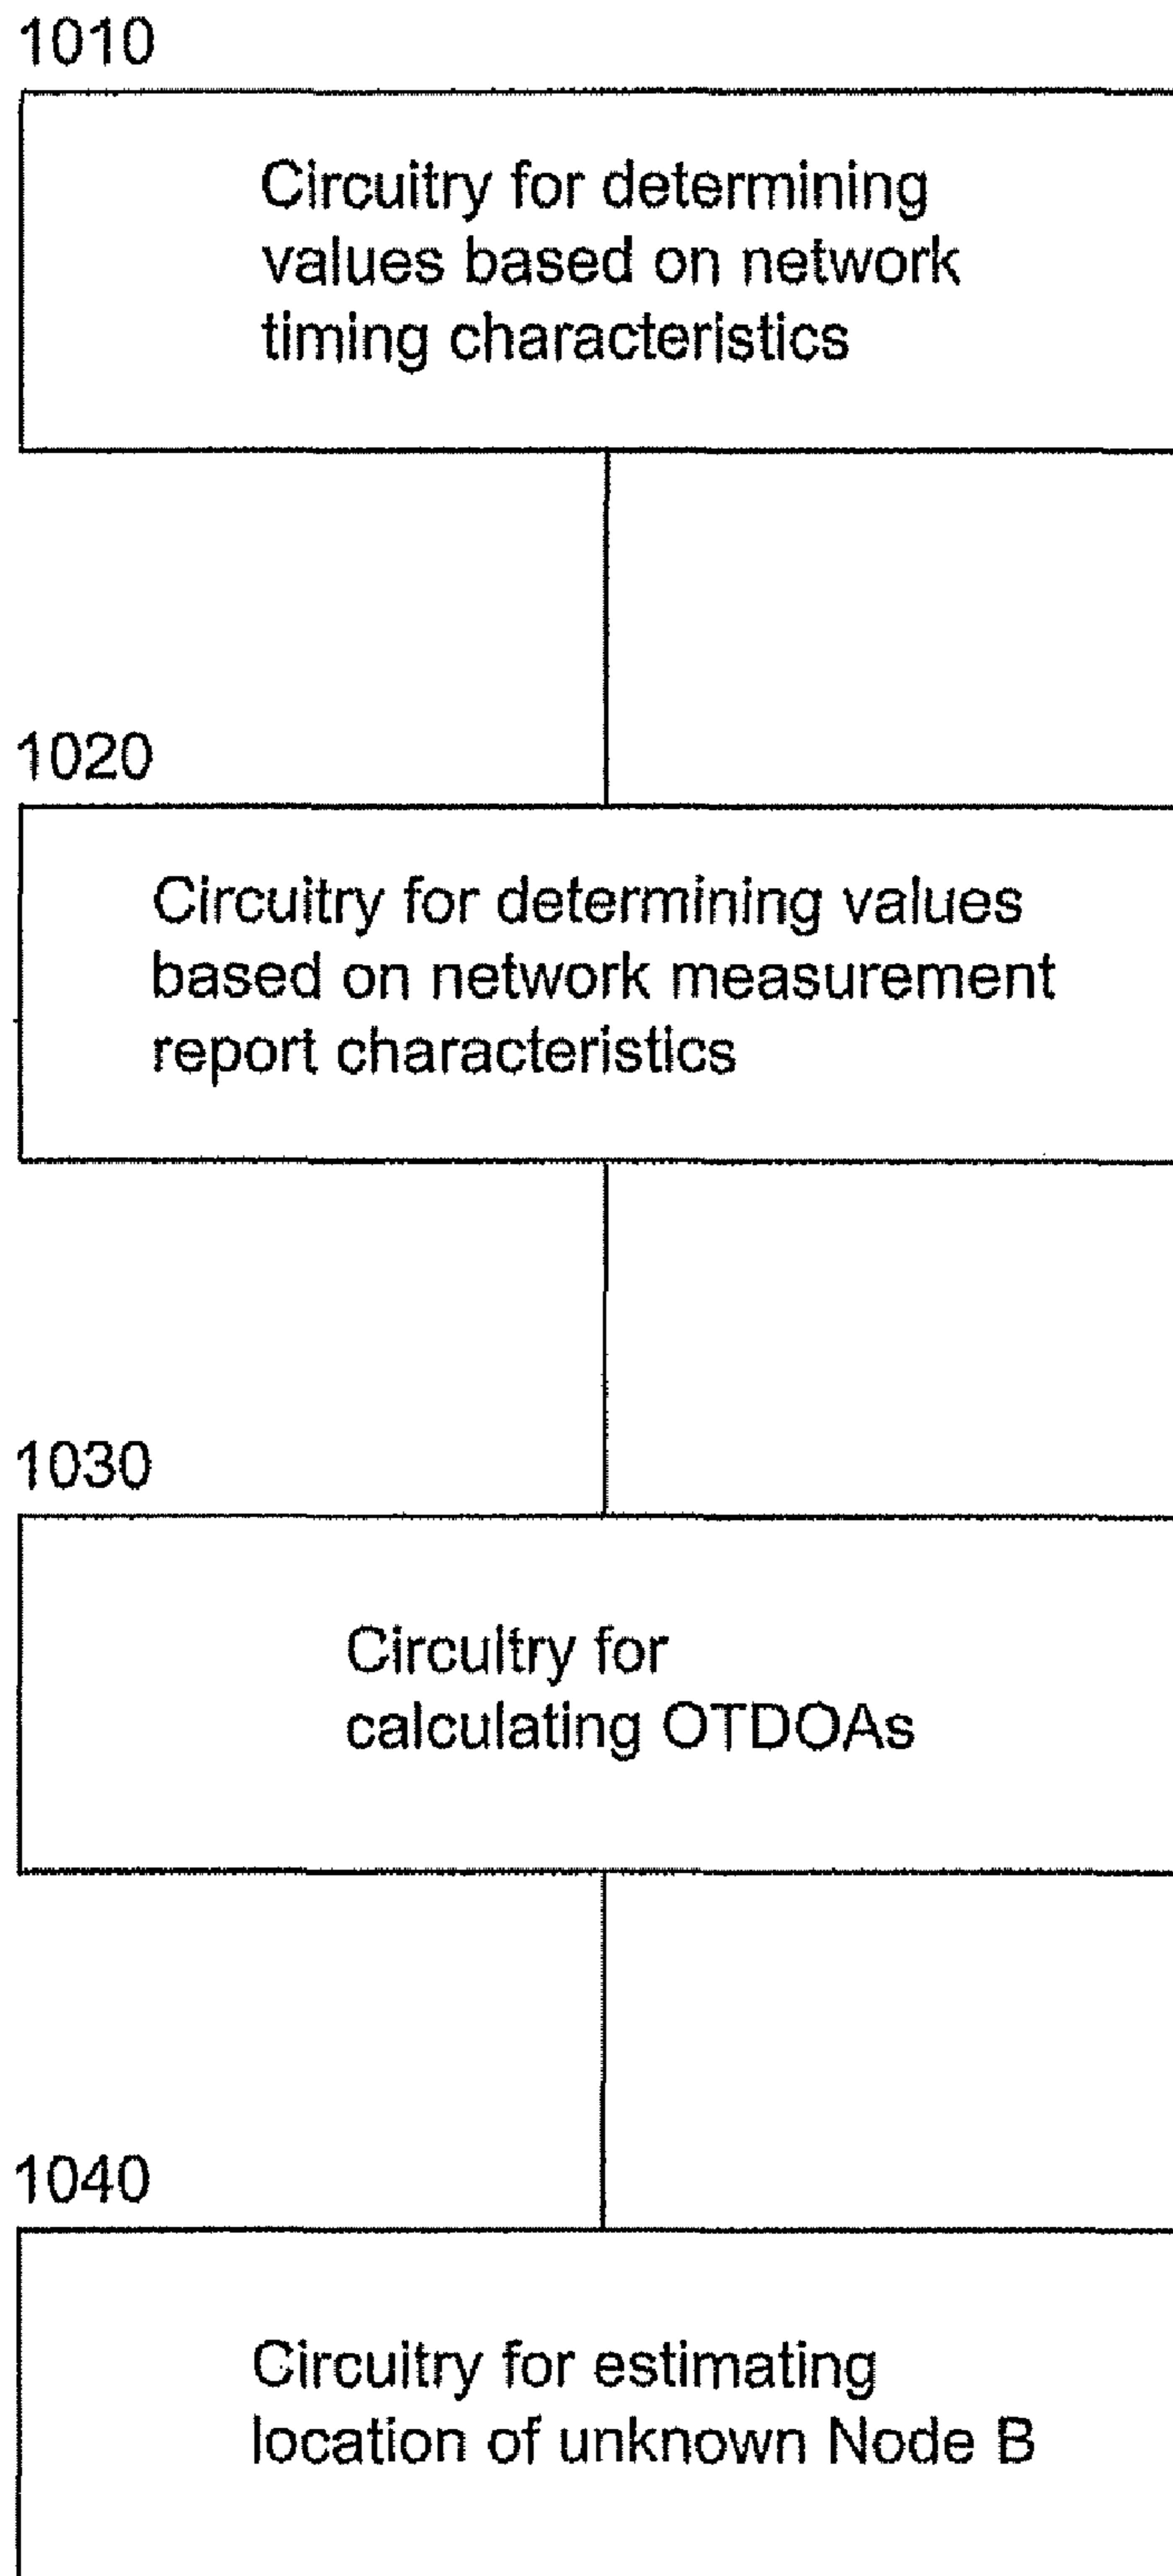 1010
Circuitry for determining
values based on network
timing characteristics
1020
Circuitry for determining values
based on network measurement
report characteristics
1030
Circultry for
calculating OTDOAs
1040
Circuitry for estimating
location of unknown Node B